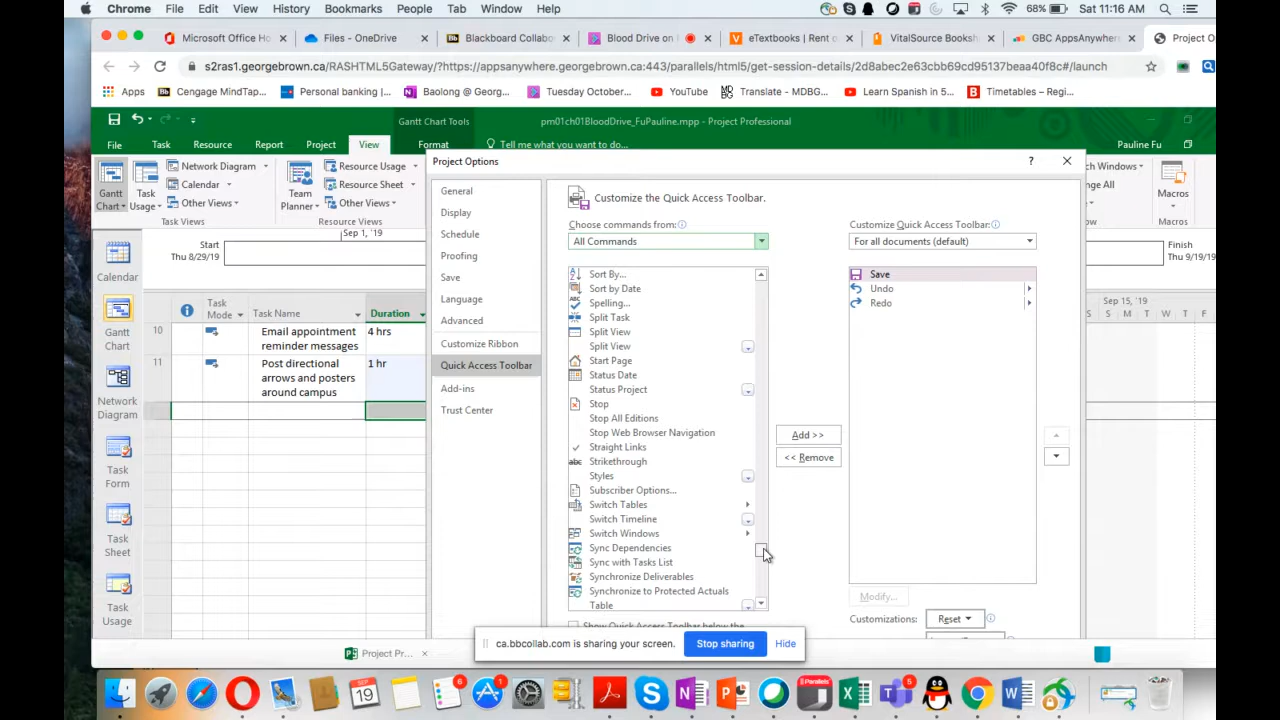 Chrome File Edit View History Bookmarks People Tab Window Help 68% Sat 11:16 AM
Microsoft Office Ho Files - OneDrive Blackboard Collabo Blood Drive on eTextbooks | Rent o VitalSource Booksh GBC AppsAnywhere Project O
s2ras1.georgebrown.ca/RASHTML5Gateway/?https://appsanywhere.georgebrown.ca:443/parallels/html5/get-session-details/2d8abec2e63cbb69cd95137beaa40f8c#/launch
Apps Cengage MindTap... Personal banking |... Baolong @ Georg... Tuesday October... YouTube Translate - MDBG... Learn Spanish in 5... Timetables – Regi...
Gantt Chart Tools pm01ch01BloodDrive_FuPauline.mpp - Project Professional
File Task Resource Report Project View Format Tell me what you want to do... Pauline Fu
Gantt Chart
Task Usage
Network Diagram
Calendar
Other Views
Task Views
Team Planner
Resource Usage
Resource Sheet
Other Views
Resource Views
Macros
Macros
Start
Thu 8/29/19
Sep 1, '19
Finish
Thu 9/19/19
Calendar
Gantt Chart
Network Diagram
Task Form
Task Sheet
Task Usage
Task Mode Task Name Duration
10 Email appointment reminder messages 4 hrs
11 Post directional arrows and posters around campus 1 hr
Sep 15, '19
S S M T W T F
Project Options ?
General
Display
Schedule
Proofing
Save
Language
Advanced
Customize Ribbon
Quick Access Toolbar
Add-ins
Trust Center
Customize the Quick Access Toolbar.
Choose commands from:
All Commands
Sort By...
Sort by Date
Spelling...
Split Task
Split View
Split View
Start Page
Status Date
Status Project
Stop
Stop All Editions
Stop Web Browser Navigation
Straight Links
Strikethrough
Styles
Subscriber Options...
Switch Tables
Switch Timeline
Switch Windows
Sync Dependencies
Sync with Tasks List
Synchronize Deliverables
Synchronize to Protected Actuals
Table
Show Quick Access Toolbar below the
Add >>
<< Remove
Customize Quick Access Toolbar:
For all documents (default)
Save
Undo
Redo
Modify...
Customizations: Reset
ca.bbcollab.com is sharing your screen. Stop sharing Hide
Project Pr...